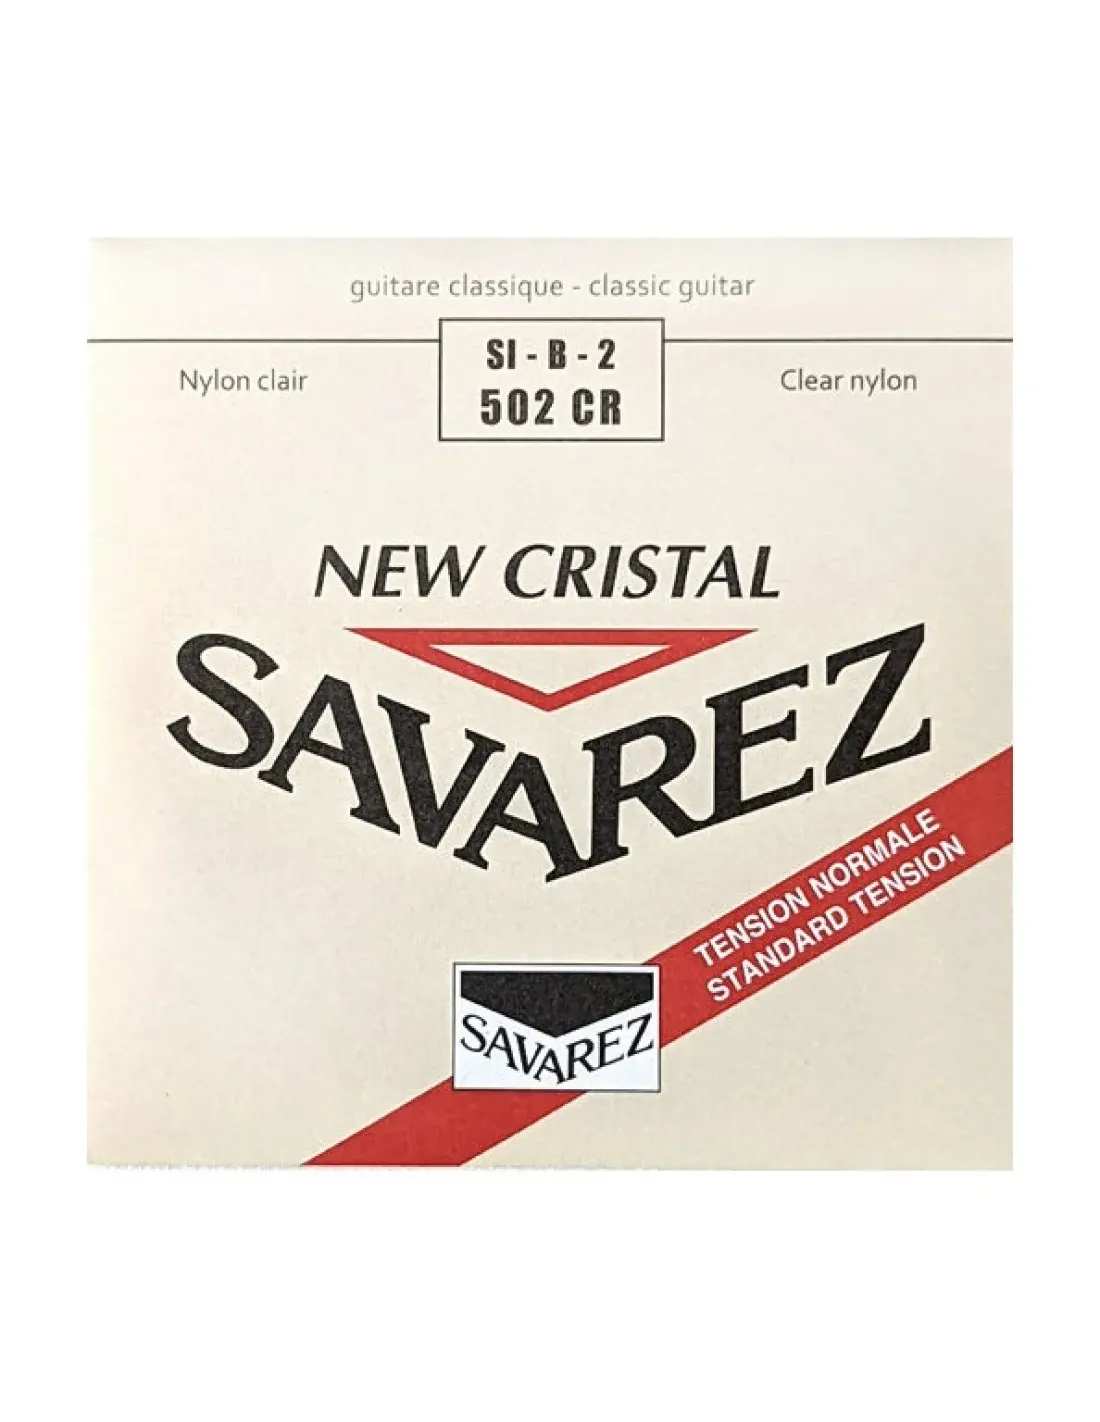 guitare classique - classic guitar
SI - B - 2
502 CR
Nylon clair
Clear nylon
NEW CRISTAL
SAVAREZ
TENSION NORMALE
STANDARD TENSION
SAVAREZ